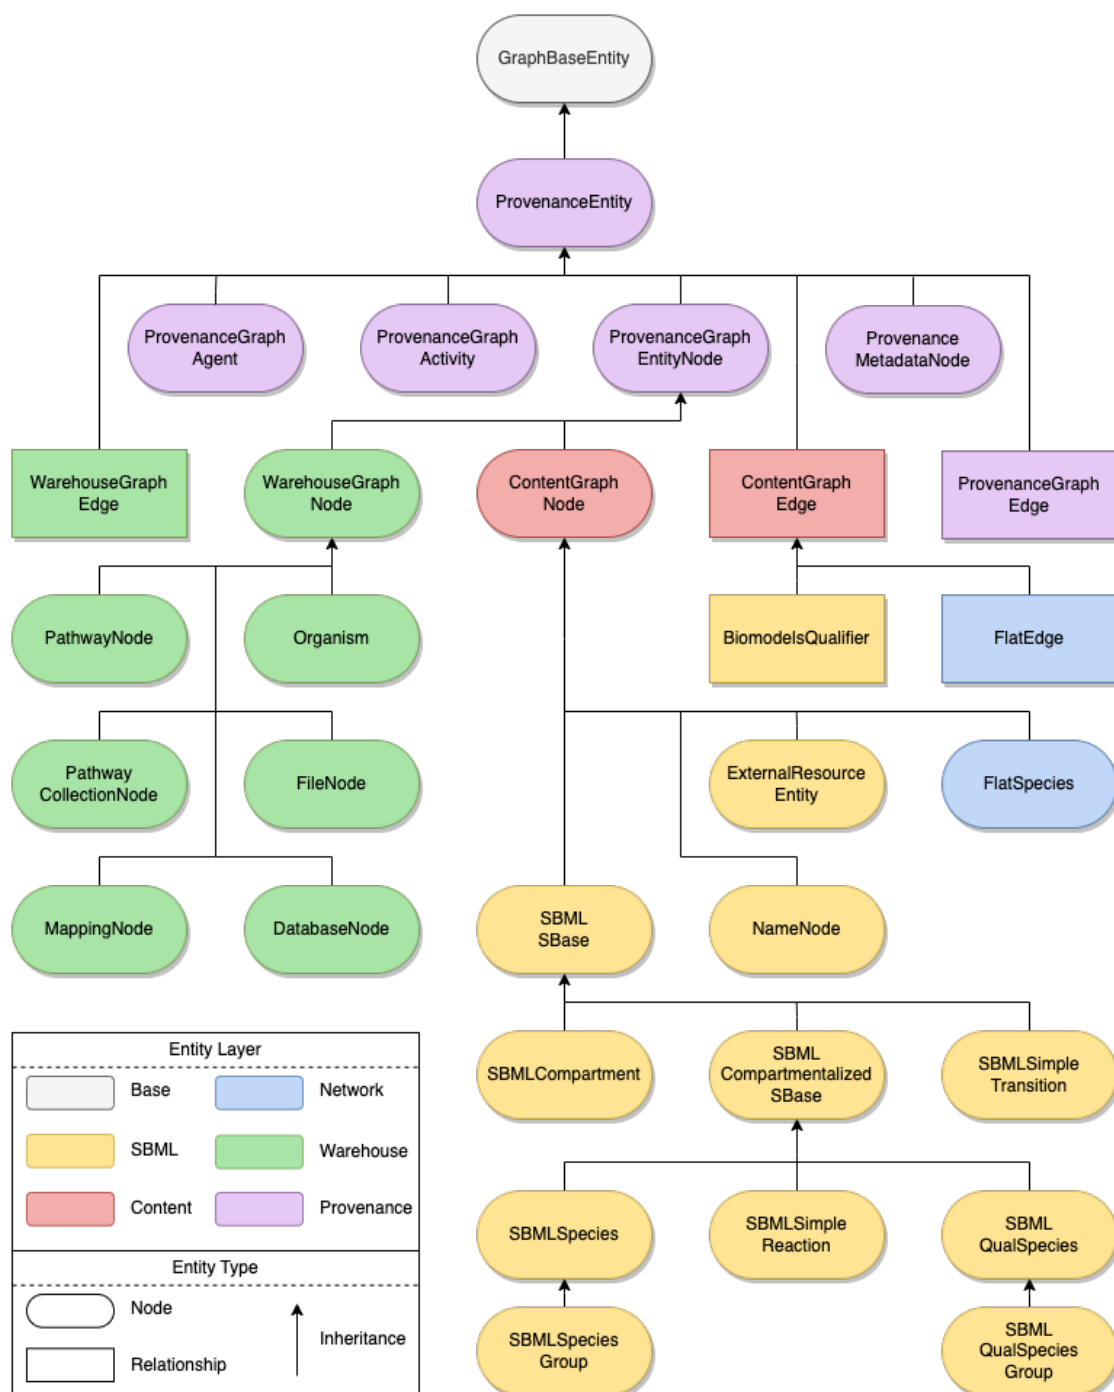 GraphBaseEntity
ProvenanceEntity
ProvenanceGraph
Agent
ProvenanceGraph
Activity
ProvenanceGraph
EntityNode
Provenance
MetadataNode
WarehouseGraph
Edge
WarehouseGraph
Node
ContentGraph
Node
ContentGraph
Edge
ProvenanceGraph
Edge
PathwayNode
Organism
BiomodelsQualifier
FlatEdge
Pathway
CollectionNode
FileNode
ExternalResource
Entity
FlatSpecies
MappingNode
DatabaseNode
SBML
SBase
NameNode
SBMLCompartment
SBML
Compartmentalized
SBase
SBMLSimple
Transition
SBMLSpecies
SBMLSimple
Reaction
SBML
QualSpecies
SBMLSpecies
Group
SBML
QualSpecies
Group
Entity Layer
Base
Network
SBML
Warehouse
Content
Provenance
Entity Type
Node
Inheritance
Relationship